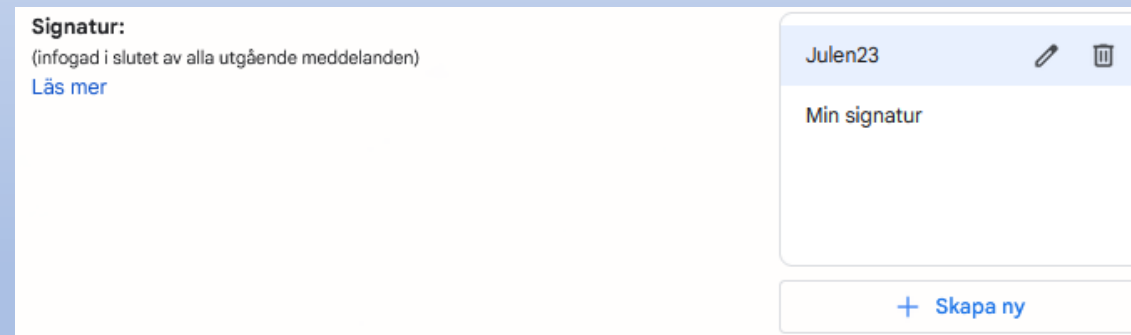 Signatur:
(infogad i slutet av alla utgående meddelanden)
Läs mer
Julen23
Min signatur
+ Skapa ny